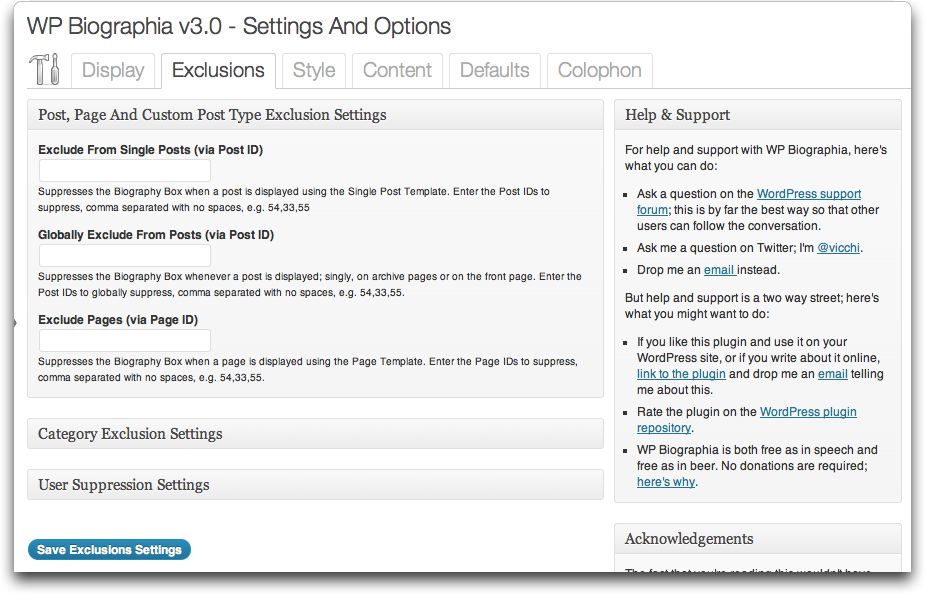 WP Biographia v3.0 - Settings And Options
Display
Exclusions
Style
Content
Defaults
Colophon
Post, Page And Custom Post Type Exclusion Settings
Exclude From Single Posts (via Post ID)
Suppresses the Biography Box when a post is displayed using the Single Post Template. Enter the Post IDs to
suppress, comma separated with no spaces, e.g. 54,33,55
Globally Exclude From Posts (via Post ID)
Suppresses the Biography Box whenever a post is displayed; singly, on archive pages or on the front page. Enter the
Post IDs to globally suppress, comma separated with no spaces, e.g. 54,33,55.
Exclude Pages (via Page ID)
Suppresses the Biography Box when a page is displayed using the Page Template. Enter the Page IDs to suppress,
comma separated with no spaces, e.g. 54,33,55.
Category Exclusion Settings
User Suppression Settings
Save Exclusions Settings
Help & Support
For help and support with WP Biographia, here's
what you can do:
Ask a question on the WordPress support
forum; this is by far the best way so that other
users can follow the conversation.
Ask me a question on Twitter; I'm @vicchi.
Drop me an email instead.
But help and support is a two way street; here's
what you might want to do:
If you like this plugin and use it on your
WordPress site, or if you write about it online,
link to the plugin and drop me an email telling
me about this.
Rate the plugin on the WordPress plugin
repository.
WP Biographia is both free as in speech and
free as in beer. No donations are required;
here's why.
Acknowledgements
The fact that you're reading this wouldn't have